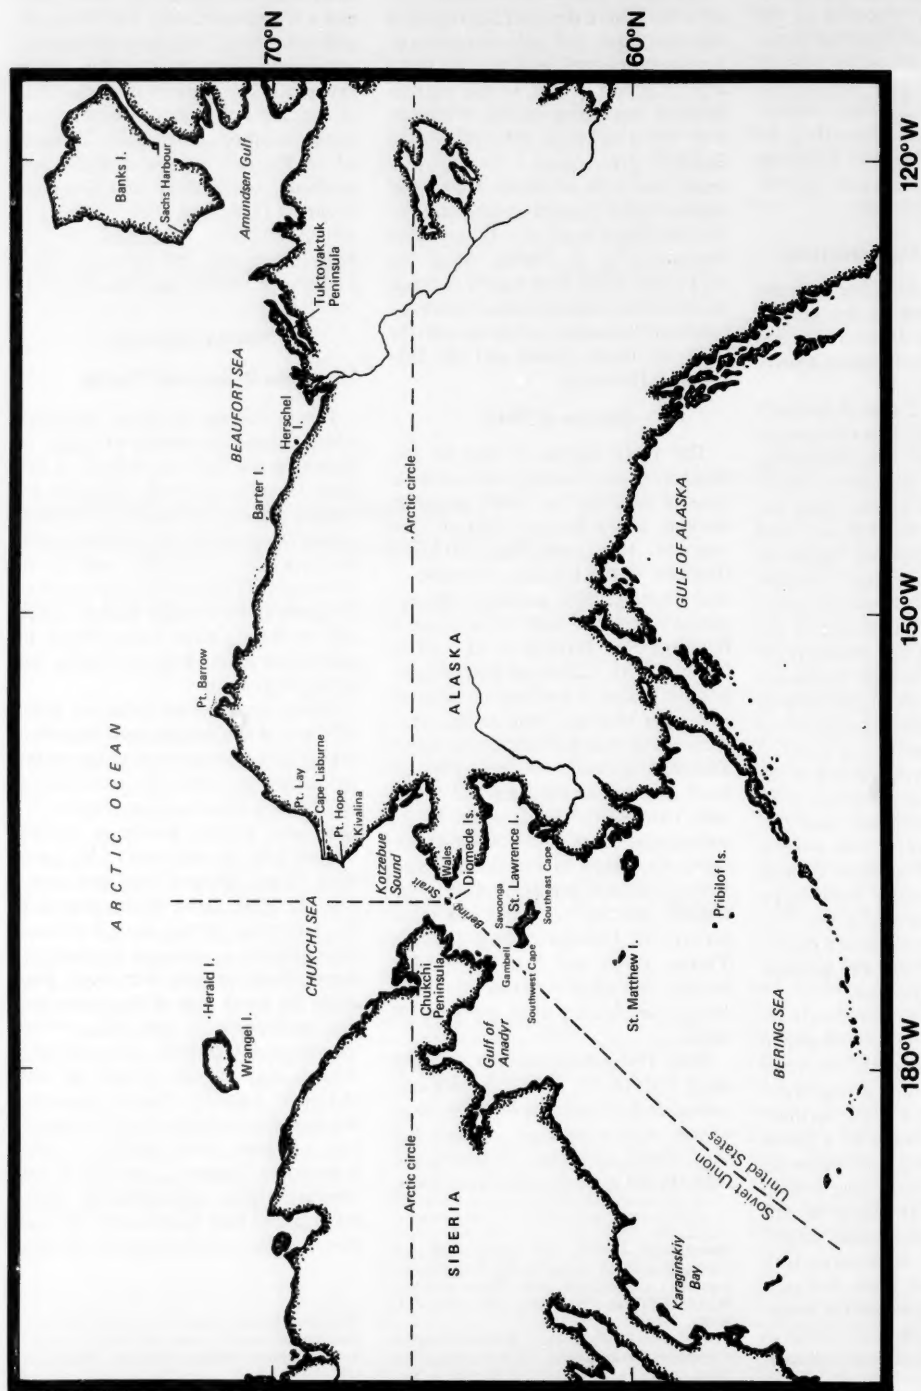 70°N
60°N
120°W
150°W
180°W
ARCTIC OCEAN
Banks I.
Sachs Harbour
Amundsen Gulf
Tuktoyaktuk
Peninsula
BEAUFORT SEA
Herschel
I.
Barter I.
Pt. Barrow
Pt. Lay
Cape Lisburne
Pt. Hope
Kivalina
Kotzebue
Sound
CHUKCHI SEA
Herald I.
Wrangel I.
Arctic circle
Arctic circle
ALASKA
GULF OF ALASKA
Wales
Diomede Is.
Bering Strait
Chukchi
Peninsula
Savoonga
St. Lawrence I.
Southeast Cape
Gambell
Southwest Cape
Gulf of
Anadyr
SIBERIA
St. Matthew I.
Pribilof Is.
BERING SEA
Soviet Union
United States
Karaginskiy
Bay